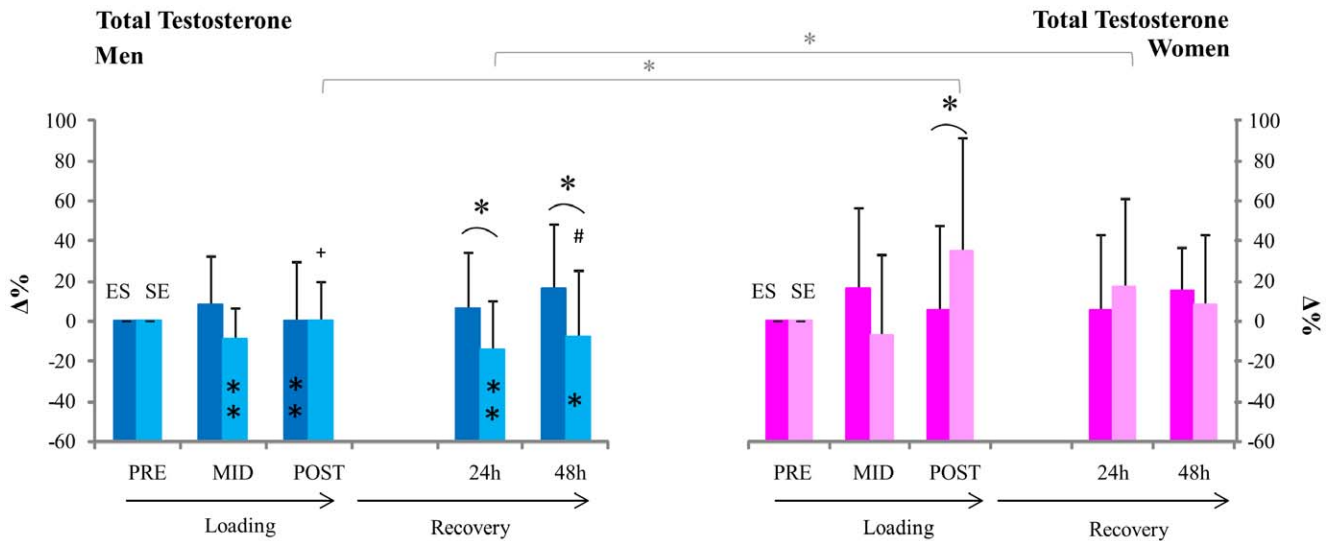 Total Testosterone
Men
Total Testosterone
Women
*
*
Δ%
100
80
60
40
20
0
-20
-40
-60
ES SE
+
*
*
#
**
**
**
*
PRE MID POST 24h 48h
Loading Recovery
*
ES SE
100
80
60
40
20
0
-20
-40
-60
Δ%
PRE MID POST 24h 48h
Loading Recovery